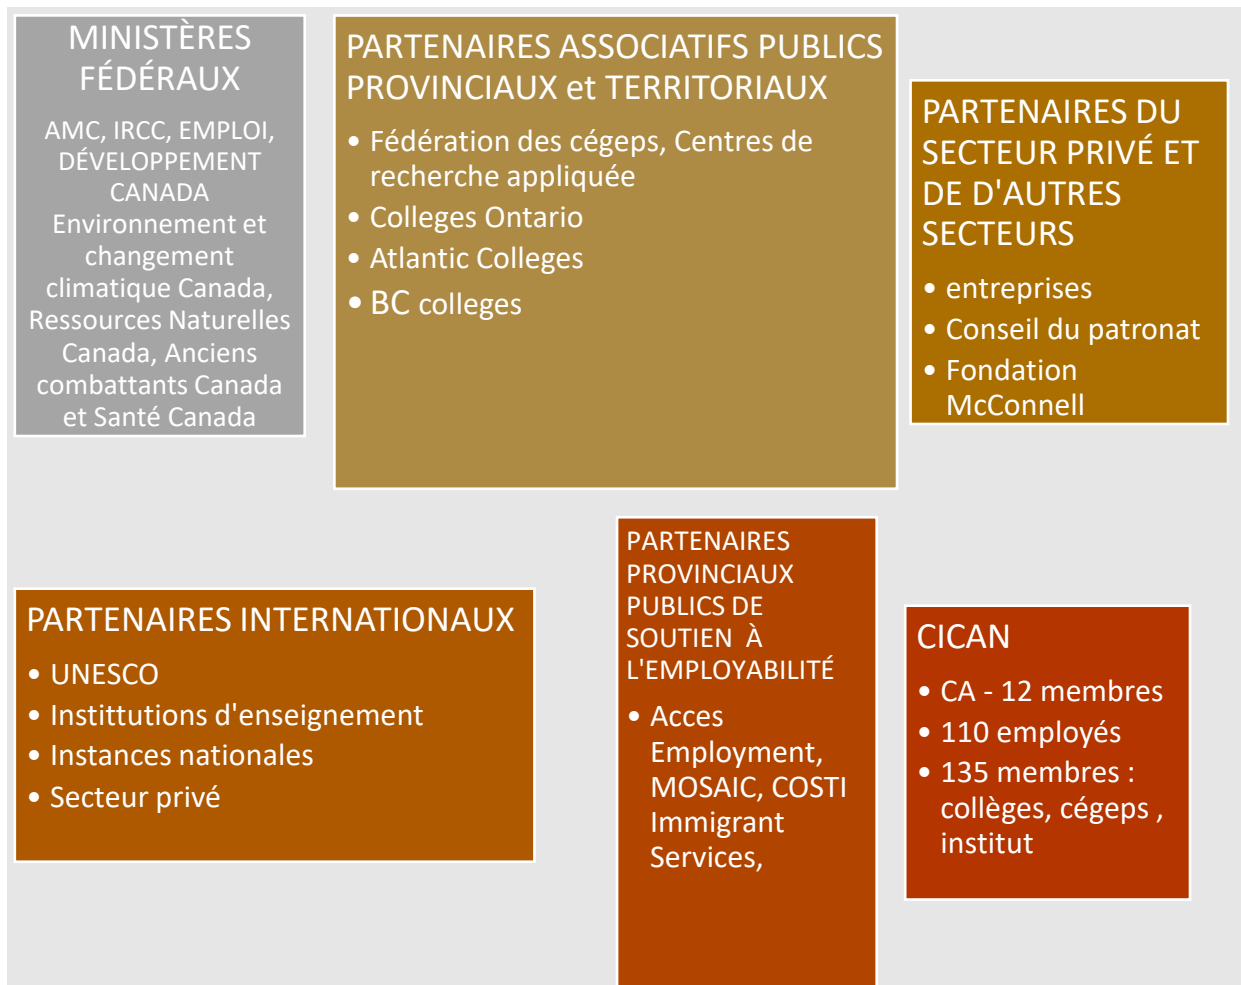 MINISTÈRES
FÉDÉRAUX
AMC, IRCC, EMPLOI,
DÉVELOPPEMENT
CANADA
Environnement et
changement
climatique Canada,
Ressources Naturelles
Canada, Anciens
combattants Canada
et Santé Canada
PARTENAIRES ASSOCIATIFS PUBLICS
PROVINCIAUX et TERRITORIAUX
• Fédération des cégeps, Centres de
recherche appliquée
• Colleges Ontario
• Atlantic Colleges
• BC colleges
PARTENAIRES DU
SECTEUR PRIVÉ ET
DE D'AUTRES
SECTEURS
• entreprises
• Conseil du patronat
• Fondation
McConnell
PARTENAIRES INTERNATIONAUX
• UNESCO
• Instittutions d'enseignement
• Instances nationales
• Secteur privé
PARTENAIRES
PROVINCIAUX
PUBLICS DE
SOUTIEN À
L'EMPLOYABILITÉ
• Acces
Employment,
MOSAIC, COSTI
Immigrant
Services,
CICAN
• CA - 12 membres
• 110 employés
• 135 membres :
collèges, cégeps ,
institut